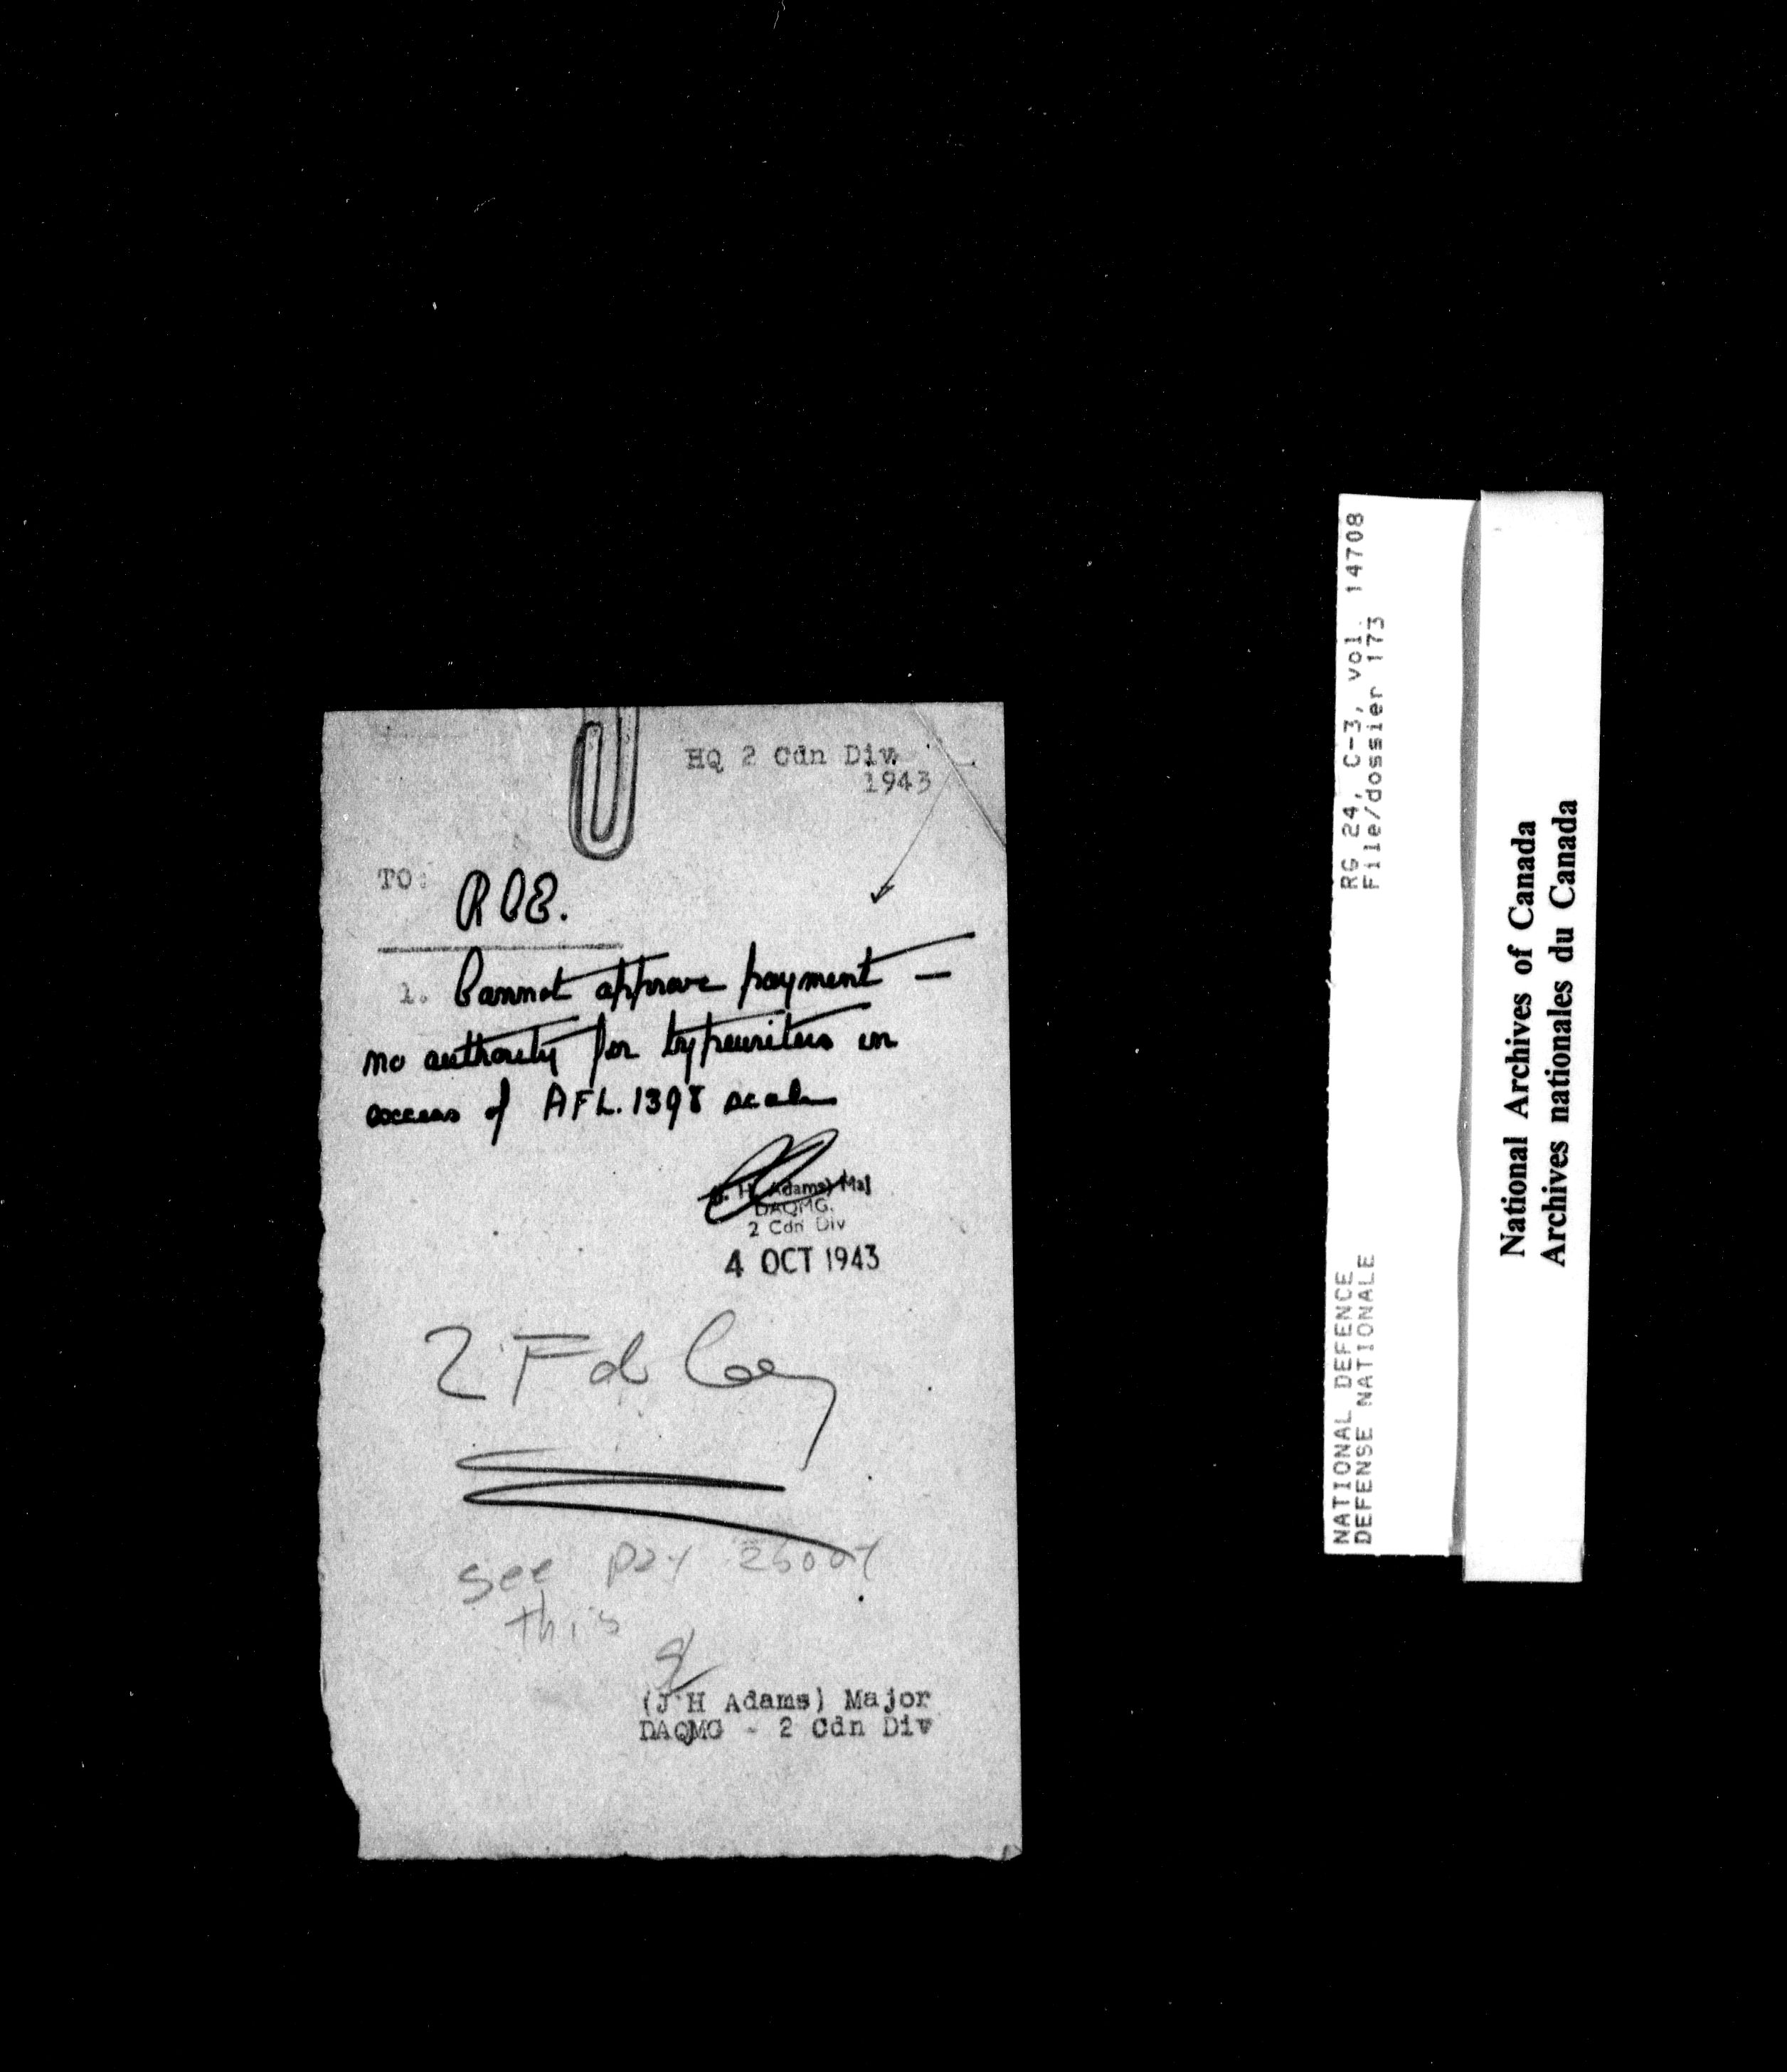 HQ 2 Cdn Div.
1943
TO:
RCE.
1. Cannot approve payment —
no authority for typewriters in
excess of AFL.1398 scale
J. H. Adams) Maj
DAQMG.
2 Cdn Div
4 OCT 1943
2 Fd Coy
See
this
(J H Adams) Major
DAQMG - 2 Cdn Div
RG 24, C-3, vol. 14708
File/dossier 173
NATIONAL DEFENCE
DEFENSE NATIONALE
National Archives of Canada
Archives nationales du Canada